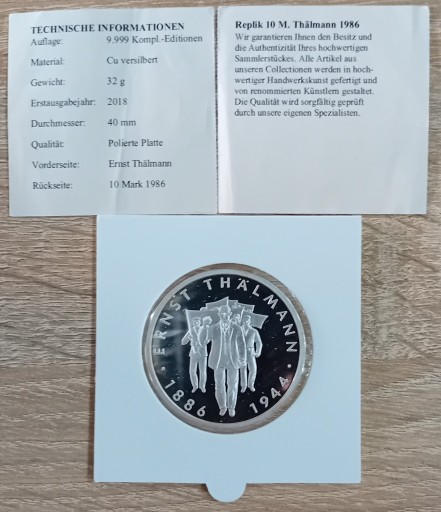 TECHNISCHE INFORMATIONEN
Auflage: 9.999 Kompl.-Editionen
Material: Cu versilbert
Gewicht: 32 g
Erstausgabejahr: 2018
Durchmesser: 40 mm
Qualität: Polierte Platte
Vorderseite: Ernst Thälmann
Rückseite: 10 Mark 1986
Replik 10 M. Thälmann 1986
Wir garantieren Ihnen den Besitz und
die Authentizität Ihres hochwertigen
Sammlerstückes. Alle Artikel aus
unseren Collectionen werden in hoch-
wertiger Handwerkskunst gefertigt und
von renommierten Künstlern gestaltet.
Die Qualität wird sorgfältig geprüft
durch unsere eigenen Spezialisten.
ERNST THÄLMANN
· 1886 1944 ·